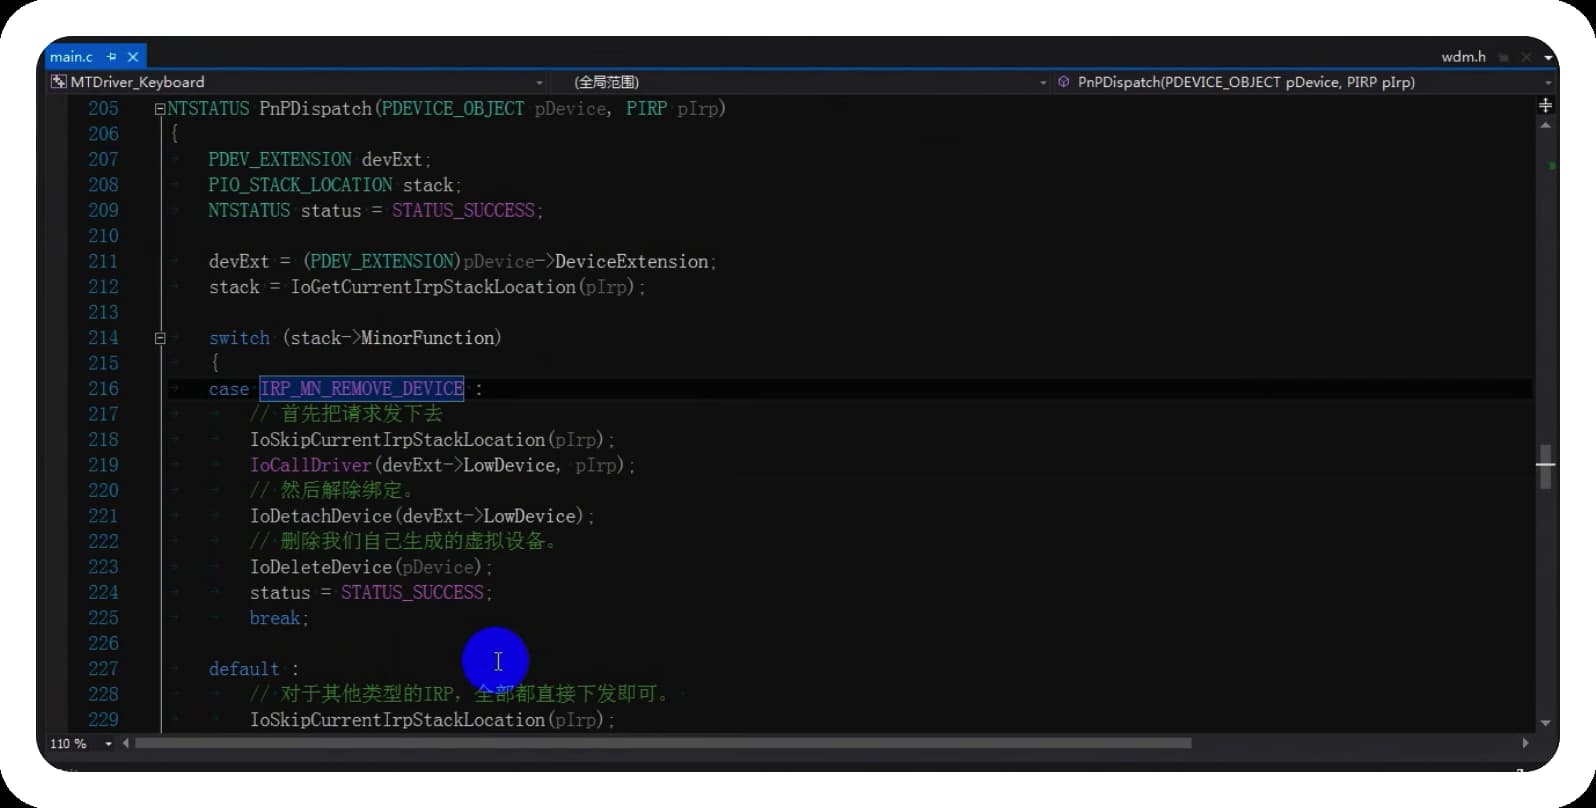 main.c
wdm.h
MTDriver_Keyboard
(全局范围)
PnPDispatch(PDEVICE_OBJECT pDevice, PIRP pIrp)
205 NTSTATUS PnPDispatch(PDEVICE_OBJECT pDevice, PIRP pIrp)
206 {
207 PDEV_EXTENSION devExt;
208 PIO_STACK_LOCATION stack;
209 NTSTATUS status = STATUS_SUCCESS;
210
211 devExt = (PDEV_EXTENSION)pDevice->DeviceExtension;
212 stack = IoGetCurrentIrpStackLocation(pIrp);
213
214 switch (stack->MinorFunction)
215 {
216 case IRP_MN_REMOVE_DEVICE :
217 // 首先把请求发下去
218 IoSkipCurrentIrpStackLocation(pIrp);
219 IoCallDriver(devExt->LowDevice, pIrp);
220 // 然后解除绑定。
221 IoDetachDevice(devExt->LowDevice);
222 // 删除我们自己生成的虚拟设备。
223 IoDeleteDevice(pDevice);
224 status = STATUS_SUCCESS;
225 break;
226
227 default :
228 // 对于其他类型的IRP，全部都直接下发即可。
229 IoSkipCurrentIrpStackLocation(pIrp);
110 %